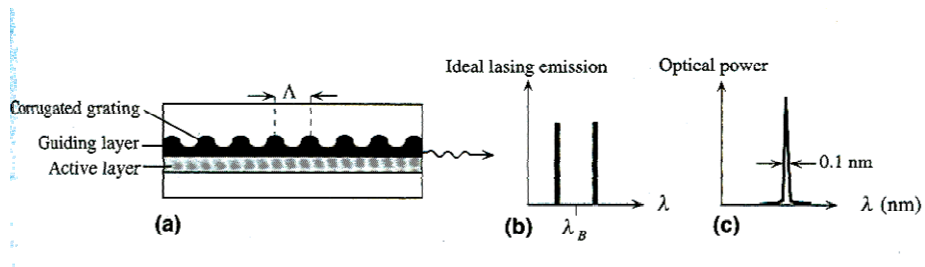 Ideal lasing emission
Optical power
Λ
Corrugated grating
Guiding layer
Active layer
0.1 nm
λ
λ (nm)
(a)
(b)
λB
(c)